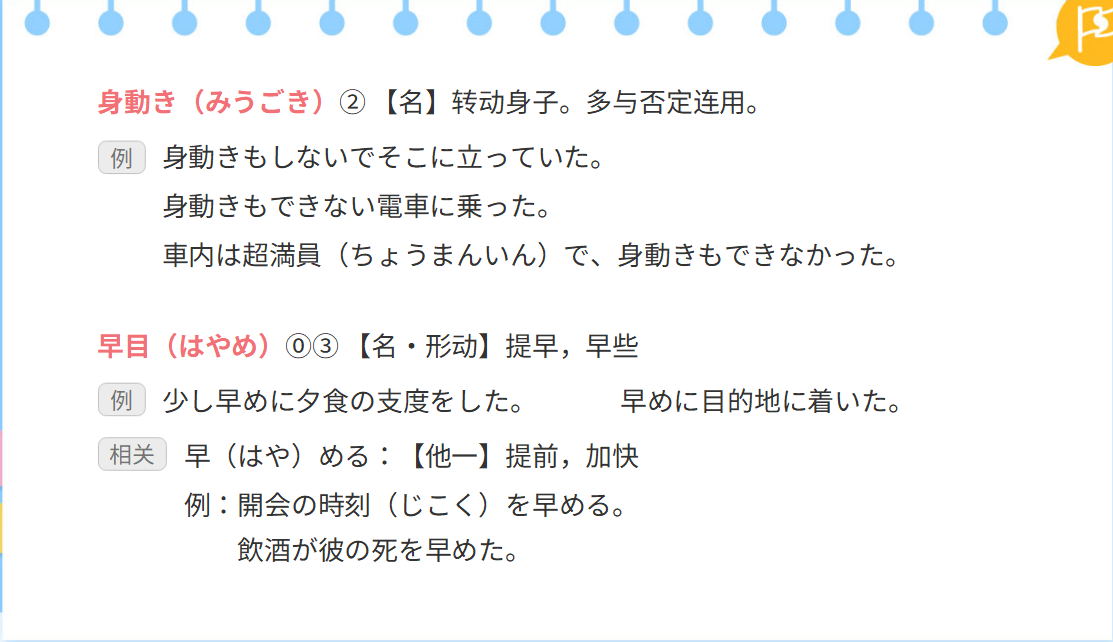 身動き（みうごき）②【名】转动身子。多与否定连用。
例 身動きもしないでそこに立っていた。
身動きもできない電車に乗った。
車内は超満員（ちょうまんいん）で、身動きもできなかった。
早目（はやめ）⓪③【名・形动】提早，早些
例 少し早めに夕食の支度をした。 早めに目的地に着いた。
相关 早（はや）める：【他一】提前，加快
例：開会の時刻（じこく）を早める。
飲酒が彼の死を早めた。